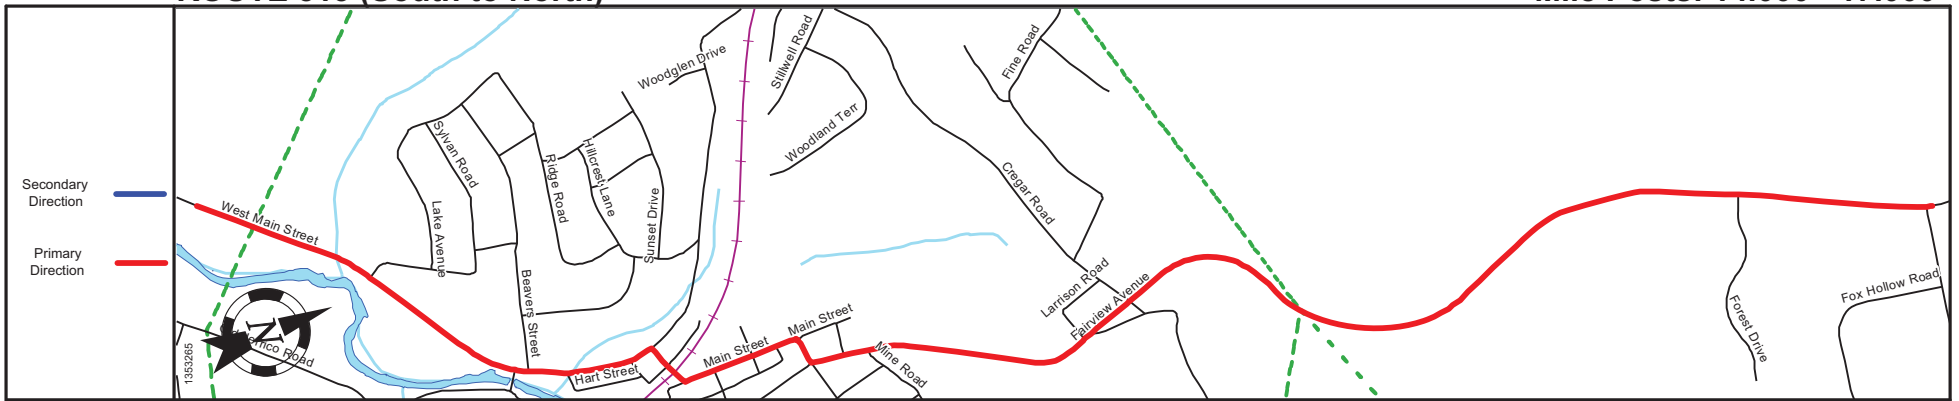 Secondary
Direction
Primary
Direction
West Main Street
Sylvan Road
Lake Avenue
Beavers Street
Ridge Road
Hillcrest Lane
Sunset Drive
Woodglen Drive
Stillwell Road
Woodland Terr
Fine Road
Cregar Road
Larrison Road
Fairview Avenue
Main Street
Main Street
Mine Road
Hart Street
Forest Drive
Fox Hollow Road
Road
N
1353265